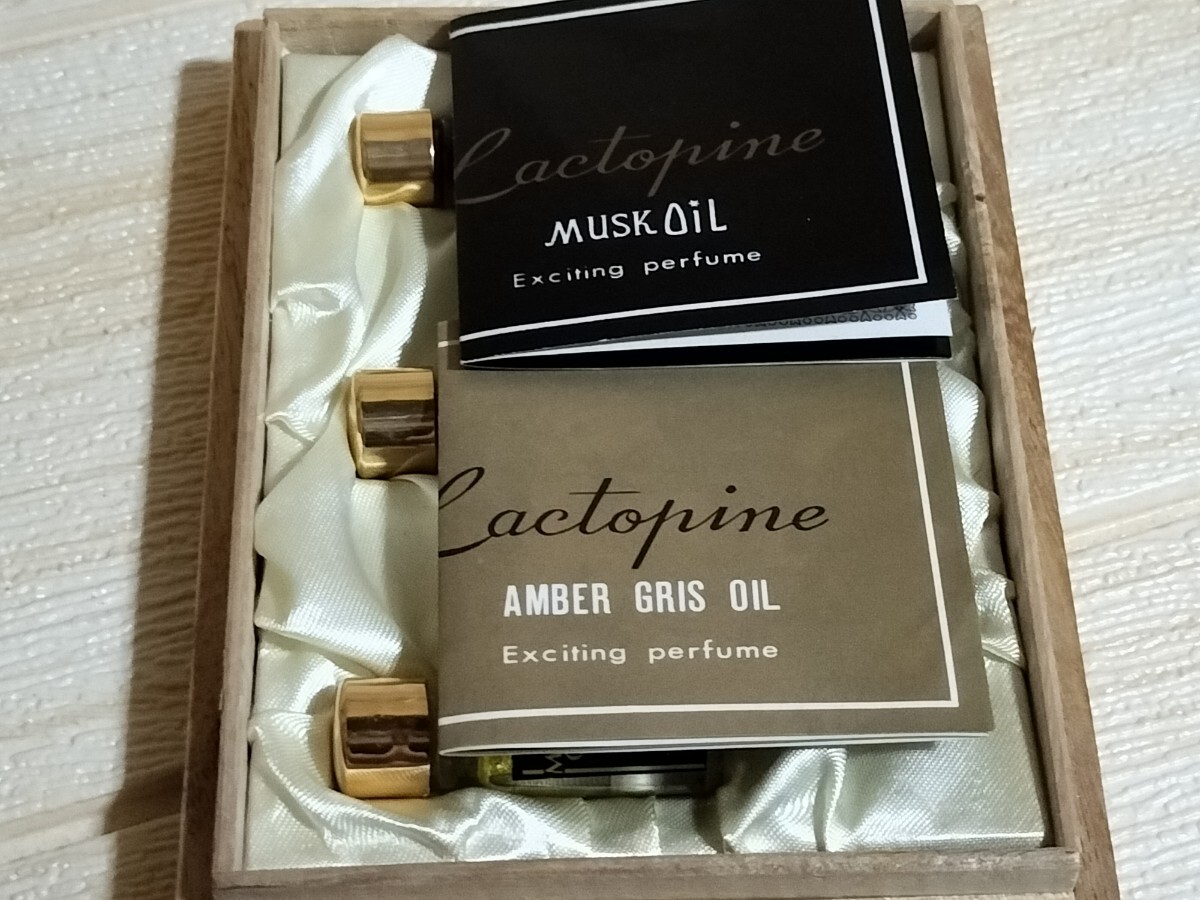 Lactopine
MUSK OiL
Exciting perfume
Lactopine
AMBER GRIS OIL
Exciting perfume